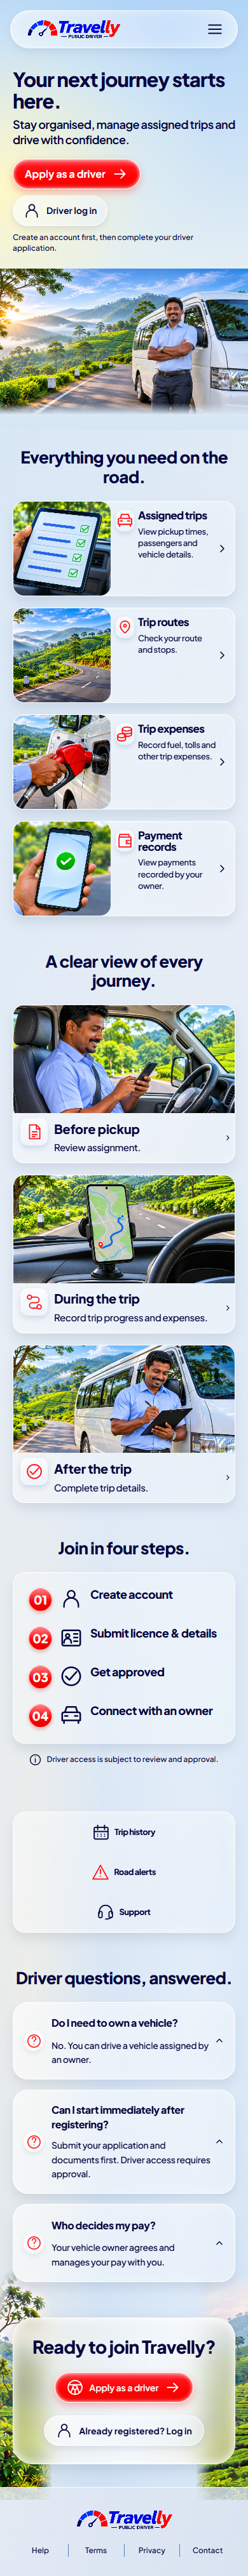 Travelly
PUBLIC DRIVER
Your next journey starts
here.
Stay organised, manage assigned trips and
drive with confidence.
Apply as a driver
Driver log in
Create an account first, then complete your driver
application.
Everything you need on the
road.
Assigned trips
View pickup times,
passengers and
vehicle details.
Trip routes
Check your route
and stops.
Trip expenses
Record fuel, tolls and
other trip expenses.
Payment
records
View payments
recorded by your
owner.
A clear view of every
journey.
Before pickup
Review assignment.
During the trip
Record trip progress and expenses.
After the trip
Complete trip details.
Join in four steps.
01 Create account
02 Submit licence & details
03 Get approved
04 Connect with an owner
Driver access is subject to review and approval.
Trip history
Road alerts
Support
Driver questions, answered.
Do I need to own a vehicle?
No. You can drive a vehicle assigned by
an owner.
Can I start immediately after
registering?
Submit your application and
documents first. Driver access requires
approval.
Who decides my pay?
Your vehicle owner agrees and
manages your pay with you.
Ready to join Travelly?
Apply as a driver
Already registered? Log in
Travelly
PUBLIC DRIVER
Help Terms Privacy Contact